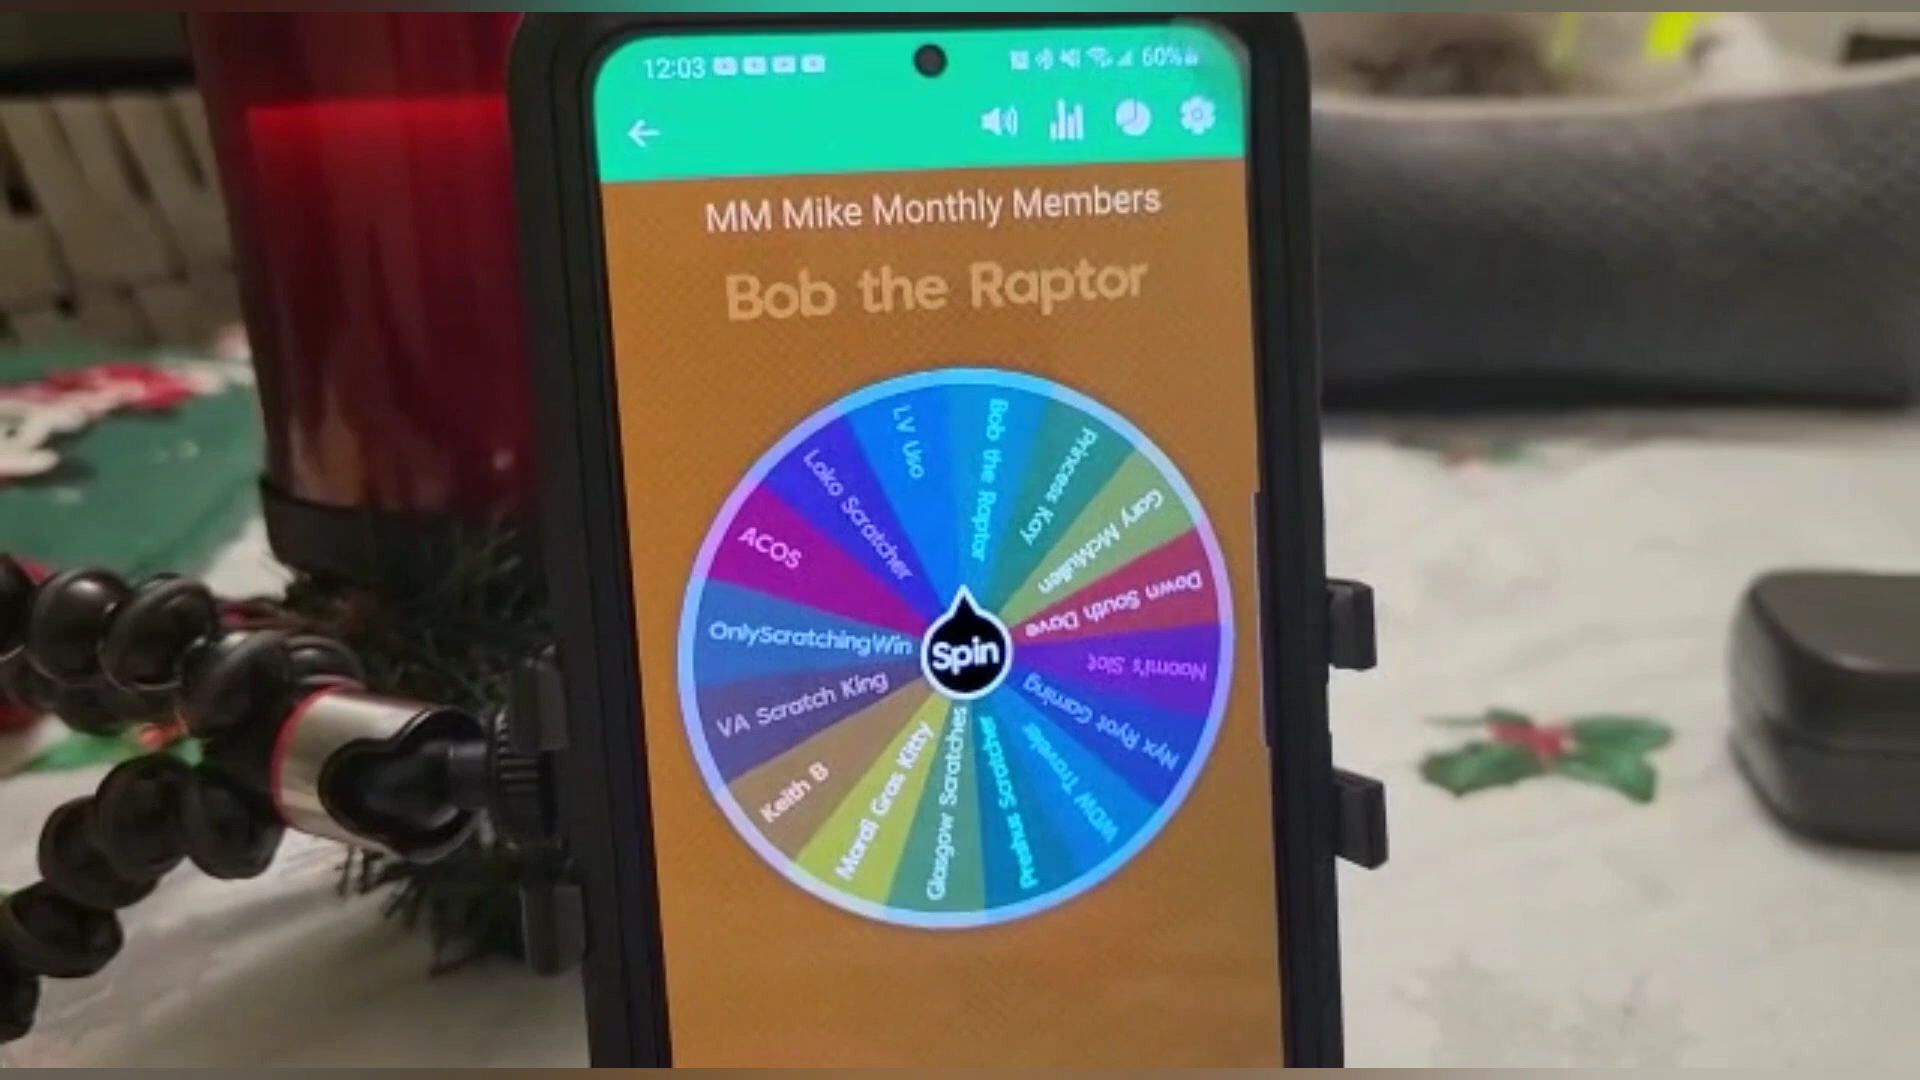 12:03
60%
MM Mike Monthly Members
Bob the Raptor
Bob the Raptor
Princess Kay
Gary McMullen
Down South Dave
Naomi's Slot
Nyx Ryot Gaming
WDW Traveler
Preshus Scratcher
Glasgow Scratches
Mardi Gras Kitty
Keith B
VA Scratch King
OnlyScratchingWin
ACOS
Loko Scratcher
LV Uso
Spin